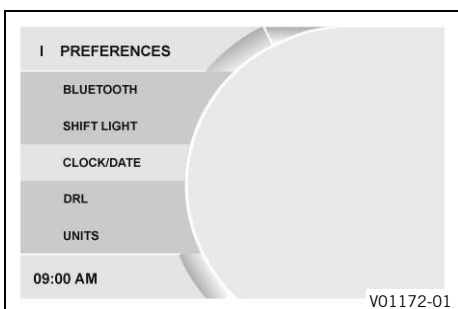 I PREFERENCES
BLUETOOTH
SHIFT LIGHT
CLOCK/DATE
DRL
UNITS
09:00 AM
V01172-01